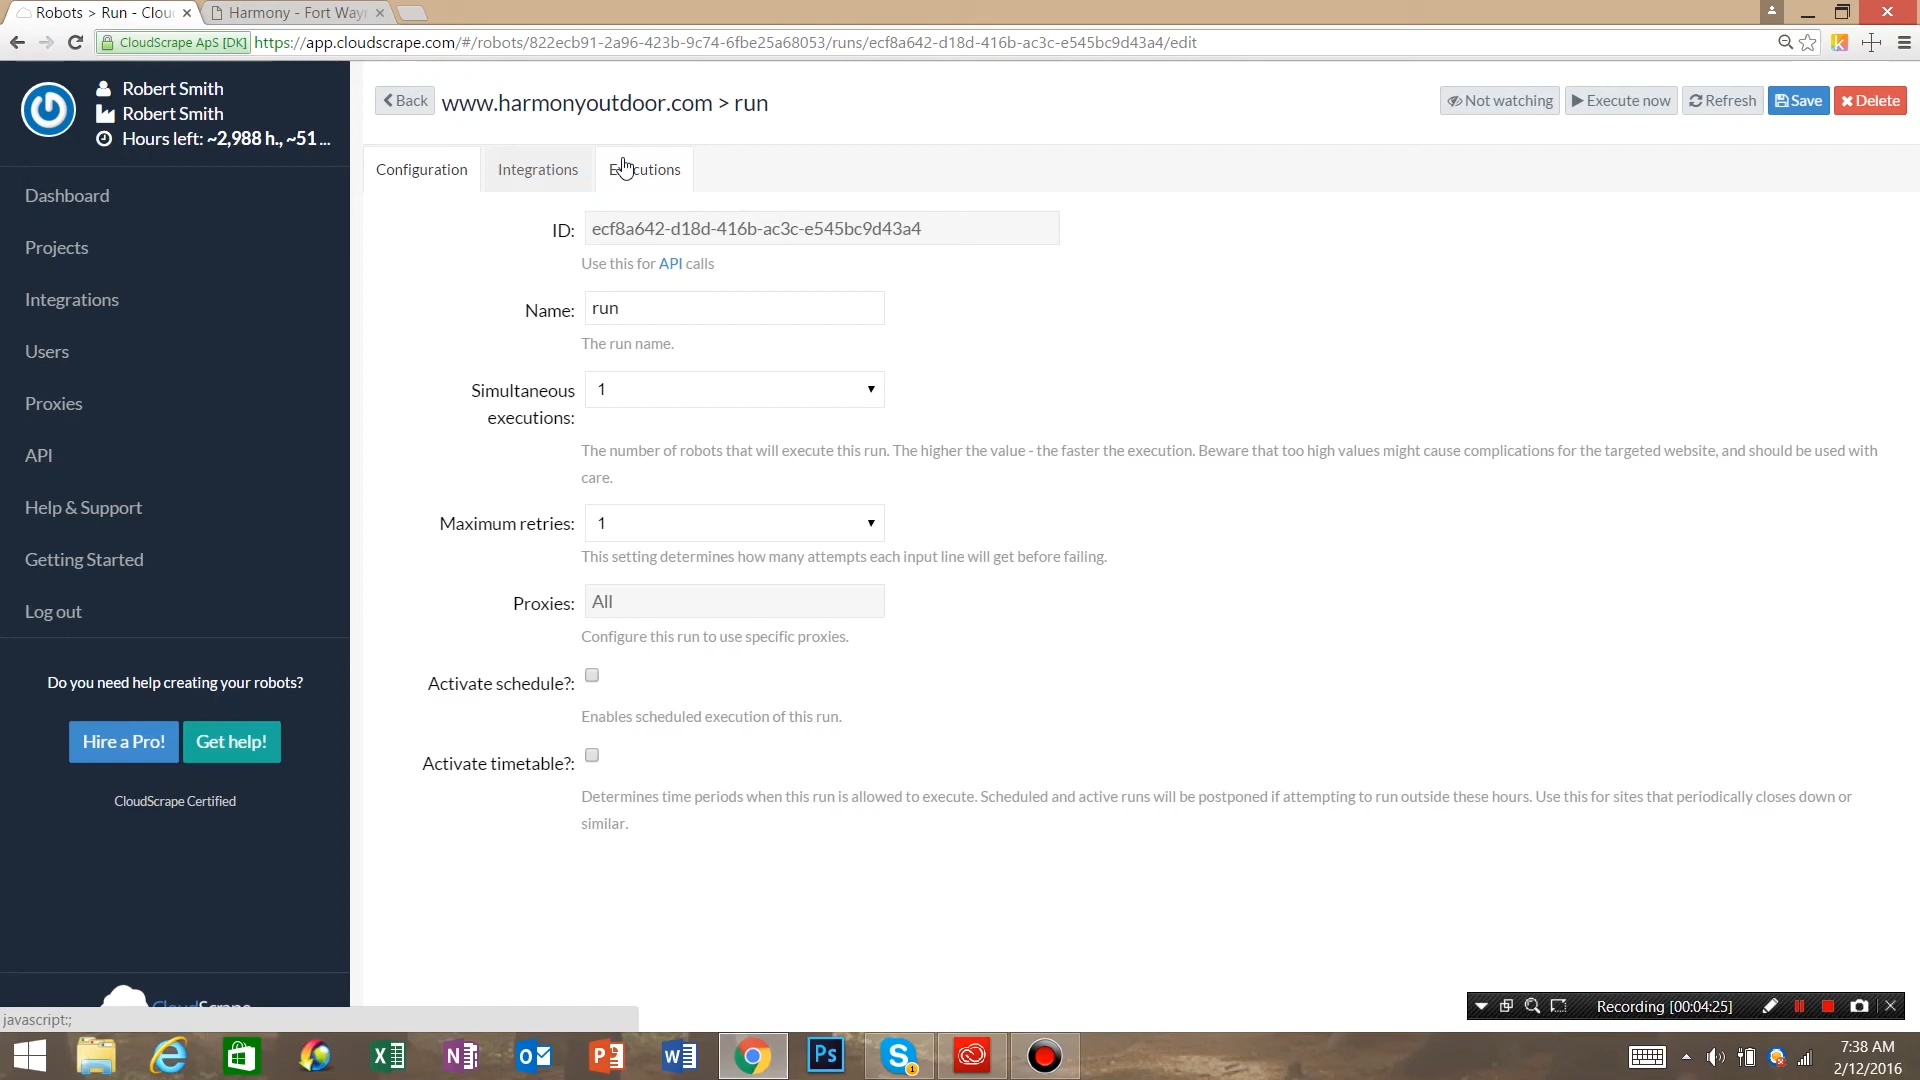 Robots > Run - Clou
Harmony - Fort Way
CloudScrape ApS [DK]
https://app.cloudscrape.com/#/robots/822ecb91-2a96-423b-9c74-6fbe25a68053/runs/ecf8a642-d18d-416b-ac3c-e545bc9d43a4/edit
Robert Smith
Robert Smith
Hours left: ~2,988 h., ~51 ...
Back
www.harmonyoutdoor.com > run
Not watching
Execute now
Refresh
Save
Delete
Dashboard
Projects
Integrations
Users
Proxies
API
Help & Support
Getting Started
Log out
Do you need help creating your robots?
Hire a Pro!
Get help!
CloudScrape Certified
CloudScrape
Configuration
Integrations
Executions
ID:
ecf8a642-d18d-416b-ac3c-e545bc9d43a4
Use this for API calls
Name:
run
The run name.
Simultaneous
executions:
1
The number of robots that will execute this run. The higher the value - the faster the execution. Beware that too high values might cause complications for the targeted website, and should be used with
care.
Maximum retries:
1
This setting determines how many attempts each input line will get before failing.
Proxies:
All
Configure this run to use specific proxies.
Activate schedule?:
Enables scheduled execution of this run.
Activate timetable?:
Determines time periods when this run is allowed to execute. Scheduled and active runs will be postponed if attempting to run outside these hours. Use this for sites that periodically closes down or
similar.
Recording [00:04:25]
javascript:;
Ps
1
7:38 AM
2/12/2016